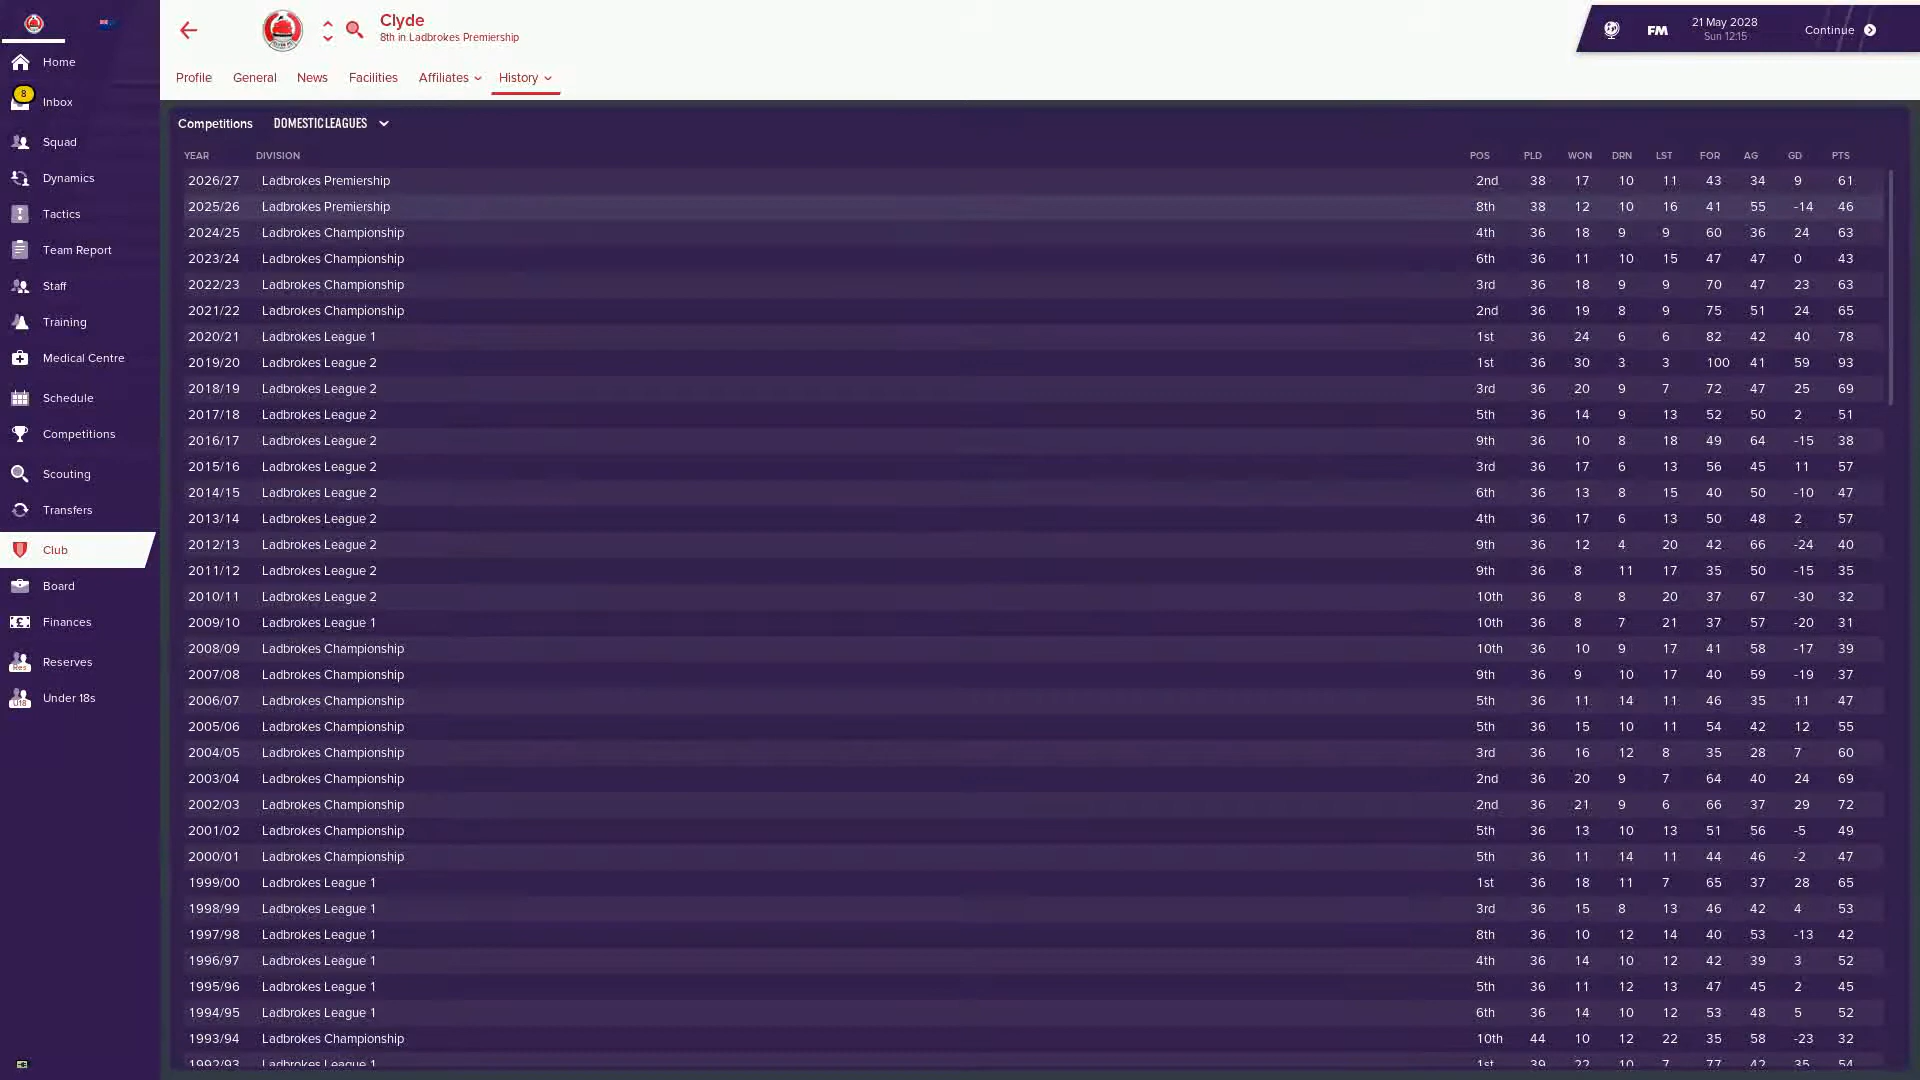 Clyde
8th in Ladbrokes Premiership
21 May 2028
Sun 12:15
FM
Continue
Profile General News Facilities Affiliates History
Home
8
Inbox
Squad
Dynamics
Tactics
Team Report
Staff
Training
Medical Centre
Schedule
Competitions
Scouting
Transfers
Club
Board
Finances
Reserves
Under 18s
Competitions DOMESTIC LEAGUES
YEAR DIVISION POS PLD WON DRN LST FOR AG GD PTS
2026/27 Ladbrokes Premiership 2nd 38 17 10 11 43 34 9 61
2025/26 Ladbrokes Premiership 8th 38 12 10 16 41 55 -14 46
2024/25 Ladbrokes Championship 4th 36 18 9 9 60 36 24 63
2023/24 Ladbrokes Championship 6th 36 11 10 15 47 47 0 43
2022/23 Ladbrokes Championship 3rd 36 18 9 9 70 47 23 63
2021/22 Ladbrokes Championship 2nd 36 19 8 9 75 51 24 65
2020/21 Ladbrokes League 1 1st 36 24 6 6 82 42 40 78
2019/20 Ladbrokes League 2 1st 36 30 3 3 100 41 59 93
2018/19 Ladbrokes League 2 3rd 36 20 9 7 72 47 25 69
2017/18 Ladbrokes League 2 5th 36 14 9 13 52 50 2 51
2016/17 Ladbrokes League 2 9th 36 10 8 18 49 64 -15 38
2015/16 Ladbrokes League 2 3rd 36 17 6 13 56 45 11 57
2014/15 Ladbrokes League 2 6th 36 13 8 15 40 50 -10 47
2013/14 Ladbrokes League 2 4th 36 17 6 13 50 48 2 57
2012/13 Ladbrokes League 2 9th 36 12 4 20 42 66 -24 40
2011/12 Ladbrokes League 2 9th 36 8 11 17 35 50 -15 35
2010/11 Ladbrokes League 2 10th 36 8 8 20 37 67 -30 32
2009/10 Ladbrokes League 1 10th 36 8 7 21 37 57 -20 31
2008/09 Ladbrokes Championship 10th 36 10 9 17 41 58 -17 39
2007/08 Ladbrokes Championship 9th 36 9 10 17 40 59 -19 37
2006/07 Ladbrokes Championship 5th 36 11 14 11 46 35 11 47
2005/06 Ladbrokes Championship 5th 36 15 10 11 54 42 12 55
2004/05 Ladbrokes Championship 3rd 36 16 12 8 35 28 7 60
2003/04 Ladbrokes Championship 2nd 36 20 9 7 64 40 24 69
2002/03 Ladbrokes Championship 2nd 36 21 9 6 66 37 29 72
2001/02 Ladbrokes Championship 5th 36 13 10 13 51 56 -5 49
2000/01 Ladbrokes Championship 5th 36 11 14 11 44 46 -2 47
1999/00 Ladbrokes League 1 1st 36 18 11 7 65 37 28 65
1998/99 Ladbrokes League 1 3rd 36 15 8 13 46 42 4 53
1997/98 Ladbrokes League 1 8th 36 10 12 14 40 53 -13 42
1996/97 Ladbrokes League 1 4th 36 14 10 12 42 39 3 52
1995/96 Ladbrokes League 1 5th 36 11 12 13 47 45 2 45
1994/95 Ladbrokes League 1 6th 36 14 10 12 53 48 5 52
1993/94 Ladbrokes Championship 10th 44 10 12 22 35 58 -23 32
1992/93 Ladbrokes League 1 1st 39 22 10 7 77 42 35 54